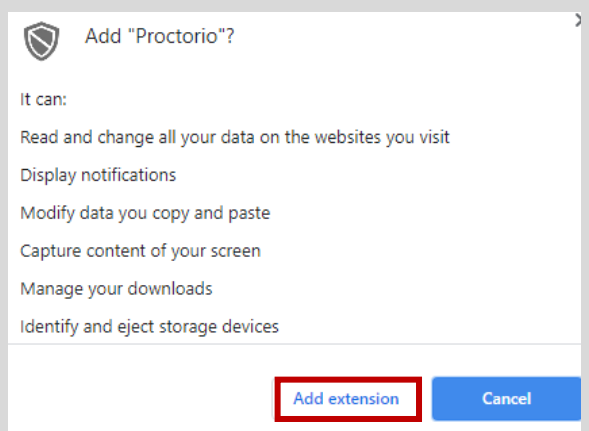 Add "Proctorio"?
It can:
Read and change all your data on the websites you visit
Display notifications
Modify data you copy and paste
Capture content of your screen
Manage your downloads
Identify and eject storage devices
Add extension
Cancel